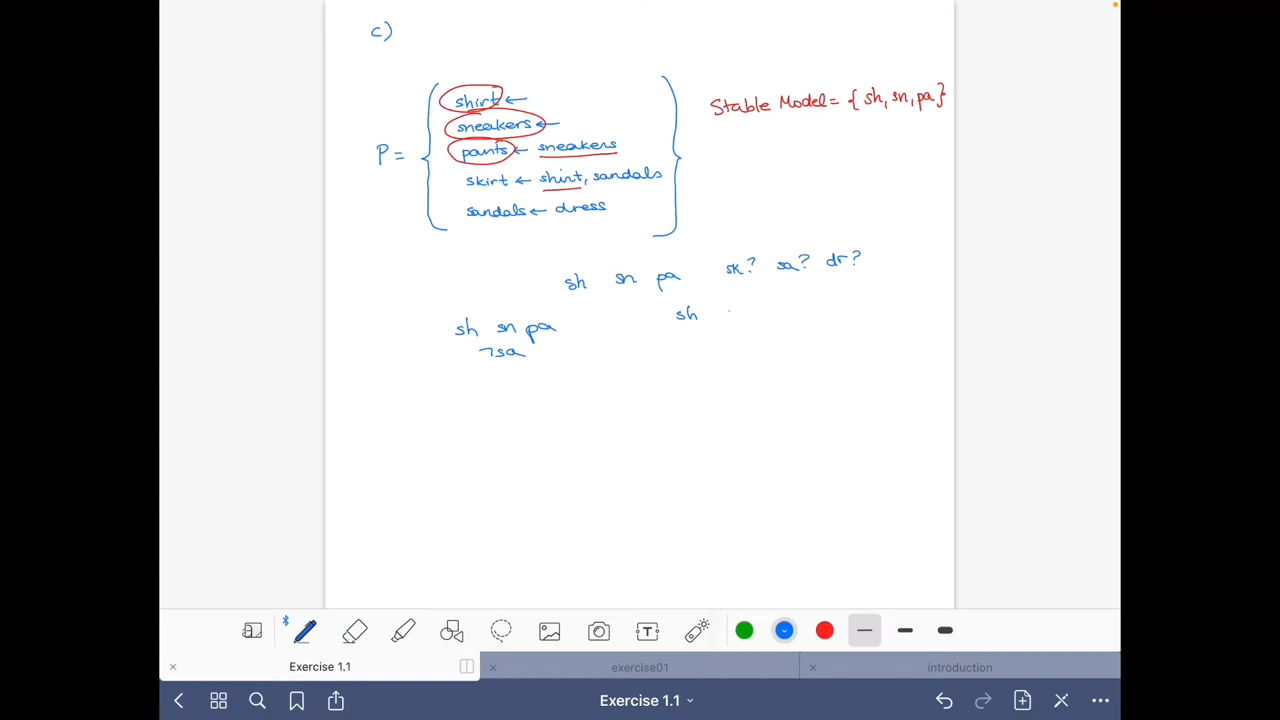 c)
shirt ←
Stable Model = { sh, sn, pa }
sneakers ←
P =
pants ← sneakers
skirt ← shirt, sandals
sandals ← dress
sh sn pa sk? sa? dr?
sh sn pa
sh
¬sa
T
Exercise 1.1
exercise01
introduction
Exercise 1.1